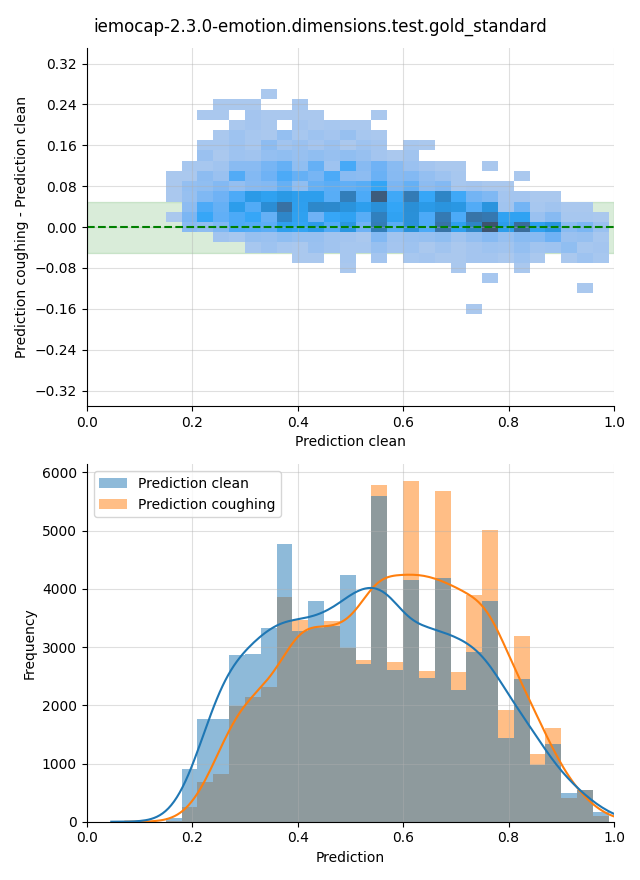 iemocap-2.3.0-emotion.dimensions.test.gold_standard
Prediction coughing - Prediction clean
0.32
0.24
0.16
0.08
0.00
−0.08
−0.16
−0.24
−0.32
0.0 0.2 0.4 0.6 0.8 1.0
Prediction clean
Frequency
6000
5000
4000
3000
2000
1000
0
Prediction clean
Prediction coughing
0.0 0.2 0.4 0.6 0.8 1.0
Prediction